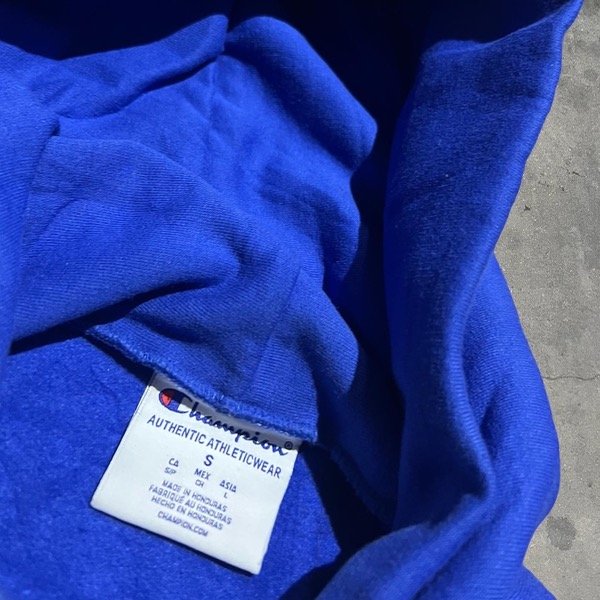 Champion®
AUTHENTIC ATHLETICWEAR
S
CA MEX ASIA
S/P CH L
MADE IN HONDURAS
FABRIQUÉ AU HONDURAS
HECHO EN HONDURAS
CHAMPION.COM